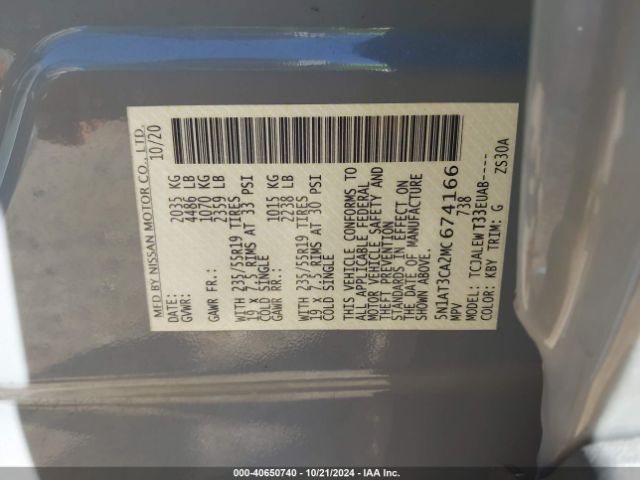 MFD BY NISSAN MOTOR CO., LTD.
10/20
DATE: 2035 KG
GVWR: 4486 LB
1070 KG
GAWR FR.: 2359 LB
WITH 235/55R19 TIRES
19 x 7.5 RIMS AT 33 PSI
COLD SINGLE
1015 KG
GAWR RR.: 2238 LB
WITH 235/55R19 TIRES
19 x 7.5 RIMS AT 30 PSI
COLD SINGLE
THIS VEHICLE CONFORMS TO
ALL APPLICABLE FEDERAL
MOTOR VEHICLE SAFETY AND
THEFT PREVENTION
STANDARDS IN EFFECT ON
THE DATE OF MANUFACTURE
SHOWN ABOVE.
5N1AT3CA2MC674166
MPV 738
MODEL: TCJALEWT33EUAB----
COLOR: KBY TRIM: G ZS30A
000-40650740 - 10/21/2024 - IAA Inc.